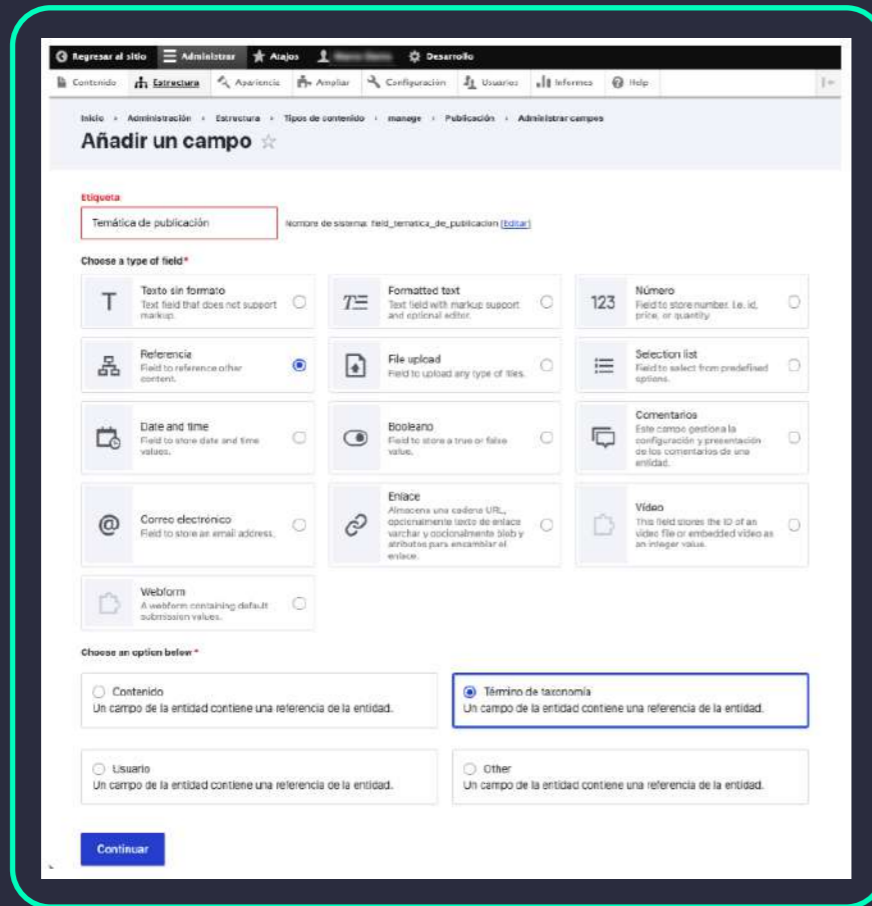 Regresar al sitio Administrar Atajos Desarrollo
Contenido Estructura Apariencia Ampliar Configuración Usuarios Informes Help
Inicio › Administración › Estructura › Tipos de contenido › manage › Publicación › Administrar campos
Añadir un campo
Etiqueta
Temática de publicación
Nombre de sistema: field_tematica_de_publicacion [Editar]
Choose a type of field*
Texto sin formato
Text field that does not support
markup.
Formatted text
Text field with markup support
and optional editor.
123
Número
Field to store number. I.e. id,
price, or quantity.
Referencia
Field to reference other
content.
File upload
Field to upload any type of files.
Selection list
Field to select from predefined
options.
Date and time
Field to store date and time
values.
Booleano
Field to store a true or false
value.
Comentarios
Este campo gestiona la
configuración y presentación
de los comentarios de una
entidad.
Correo electrónico
Field to store an email address.
Enlace
Almacena una cadena URL,
opcionalmente texto de enlace
varchar y opcionalmente blob y
atributos para ensamblar el
enlace.
Vídeo
This field stores the ID of an
video file or embedded video as
an integer value.
Webform
A webform containing default
submission values.
Choose an option below *
Contenido
Un campo de la entidad contiene una referencia de la entidad.
Término de taxonomía
Un campo de la entidad contiene una referencia de la entidad.
Usuario
Un campo de la entidad contiene una referencia de la entidad.
Other
Un campo de la entidad contiene una referencia de la entidad.
Continuar